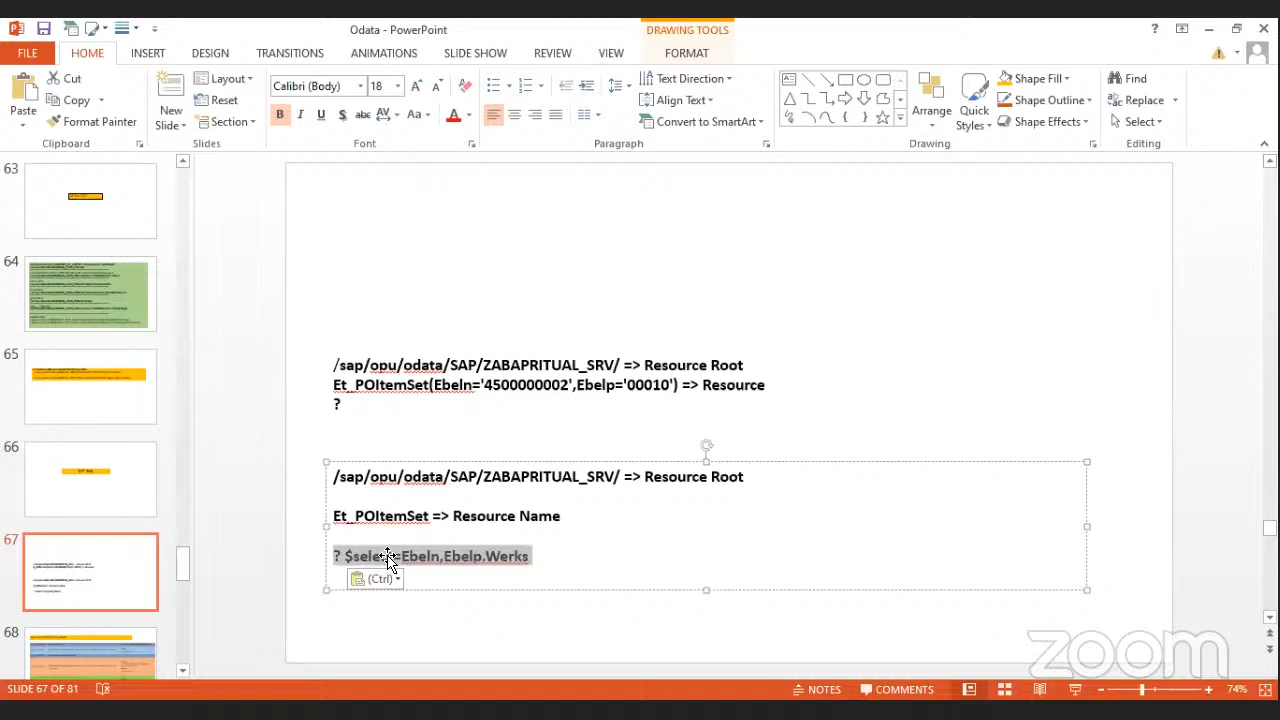 Odata - PowerPoint
DRAWING TOOLS
FILE
HOME
INSERT
DESIGN
TRANSITIONS
ANIMATIONS
SLIDE SHOW
REVIEW
VIEW
FORMAT
Paste
Cut
Copy
Format Painter
Clipboard
New Slide
Layout
Reset
Section
Slides
Calibri (Body)
18
B I U S abc AV Aa A
Font
Text Direction
Align Text
Convert to SmartArt
Paragraph
Arrange
Quick Styles
Shape Fill
Shape Outline
Shape Effects
Drawing
Find
Replace
Select
Editing
63
64
65
66
67
68
/sap/opu/odata/SAP/ZABAPRITUAL_SRV/ => Resource Root
Et_POItemSet(Ebeln='4500000002',Ebelp='00010') => Resource
?
/sap/opu/odata/SAP/ZABAPRITUAL_SRV/ => Resource Root
Et_POItemSet => Resource Name
? $select=Ebeln,Ebelp.Werks
(Ctrl)
zoom
SLIDE 67 OF 81
NOTES
COMMENTS
74%